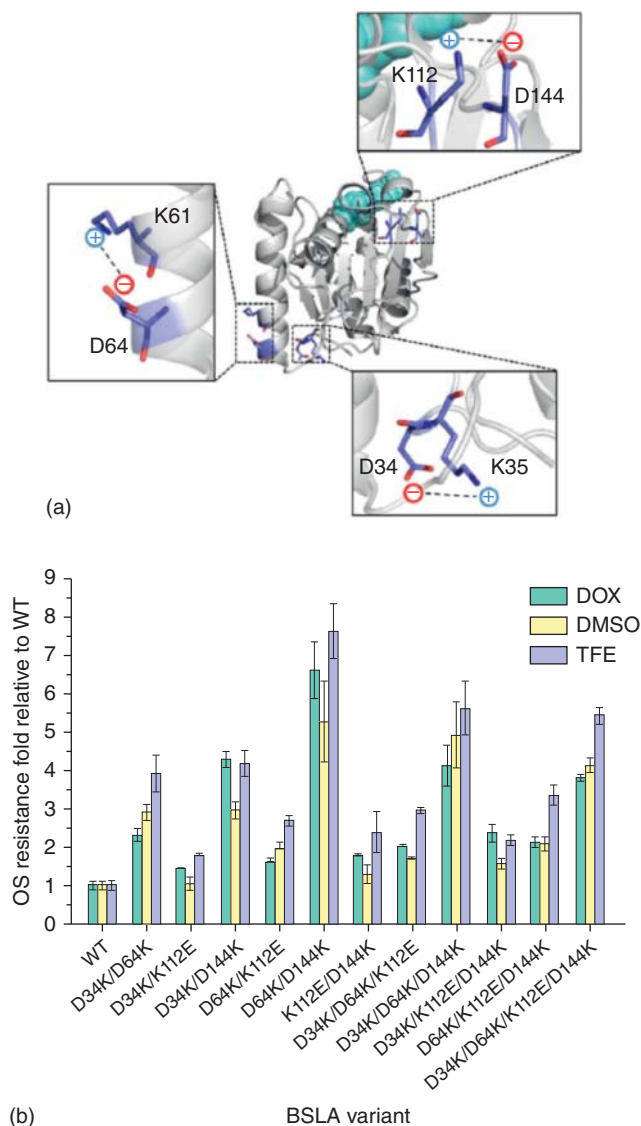 K112
+
−
D144
K61
+
−
D64
D34
K35
−
+
(a)
OS resistance fold relative to WT
9
8
7
6
5
4
3
2
1
0
DOX
DMSO
TFE
WT
D34K/D64K
D34K/K112E
D34K/D144K
D64K/K112E
D64K/D144K
K112E/D144K
D34K/D64K/K112E
D34K/D64K/D144K
D34K/K112E/D144K
D64K/K112E/D144K
D34K/D64K/K112E/D144K
(b)
BSLA variant